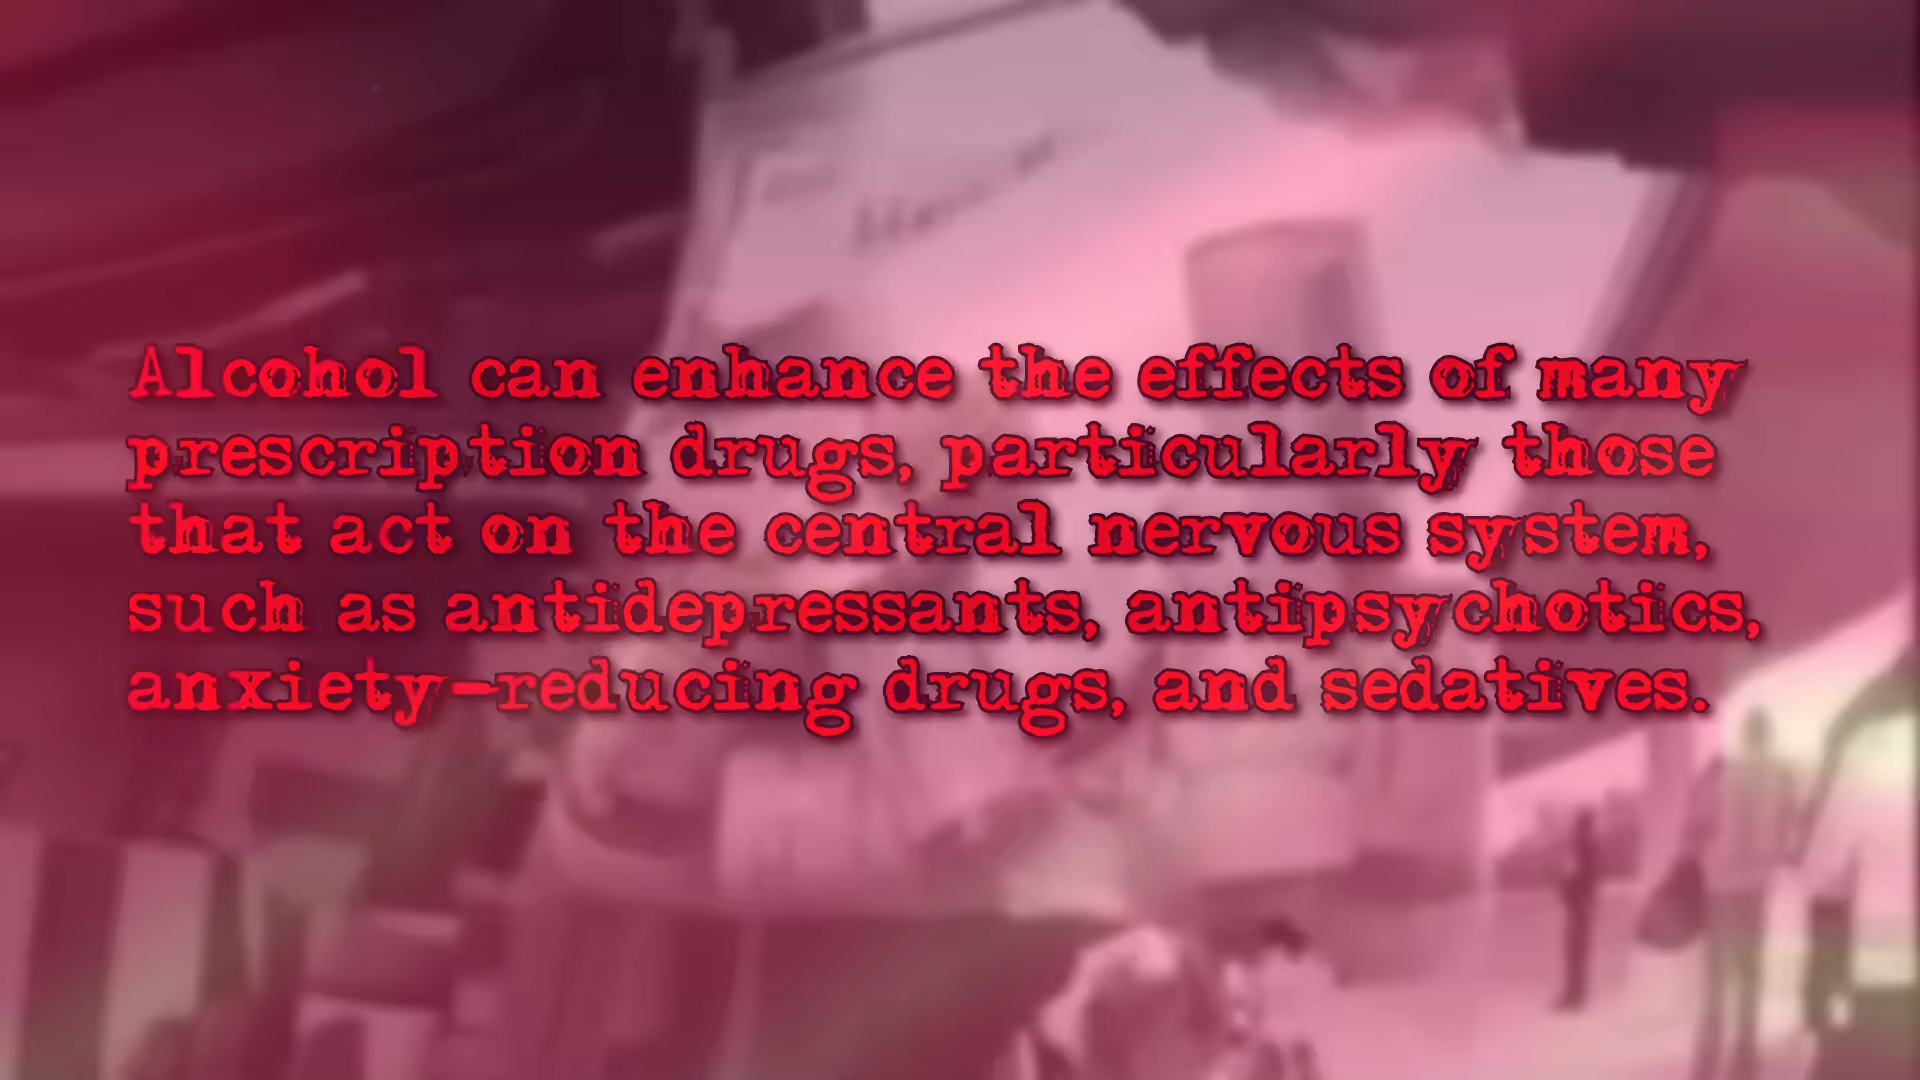 Alcohol can enhance the effects of many
prescription drugs, particularly those
that act on the central nervous system,
such as antidepressants, antipsychotics,
anxiety-reducing drugs, and sedatives.